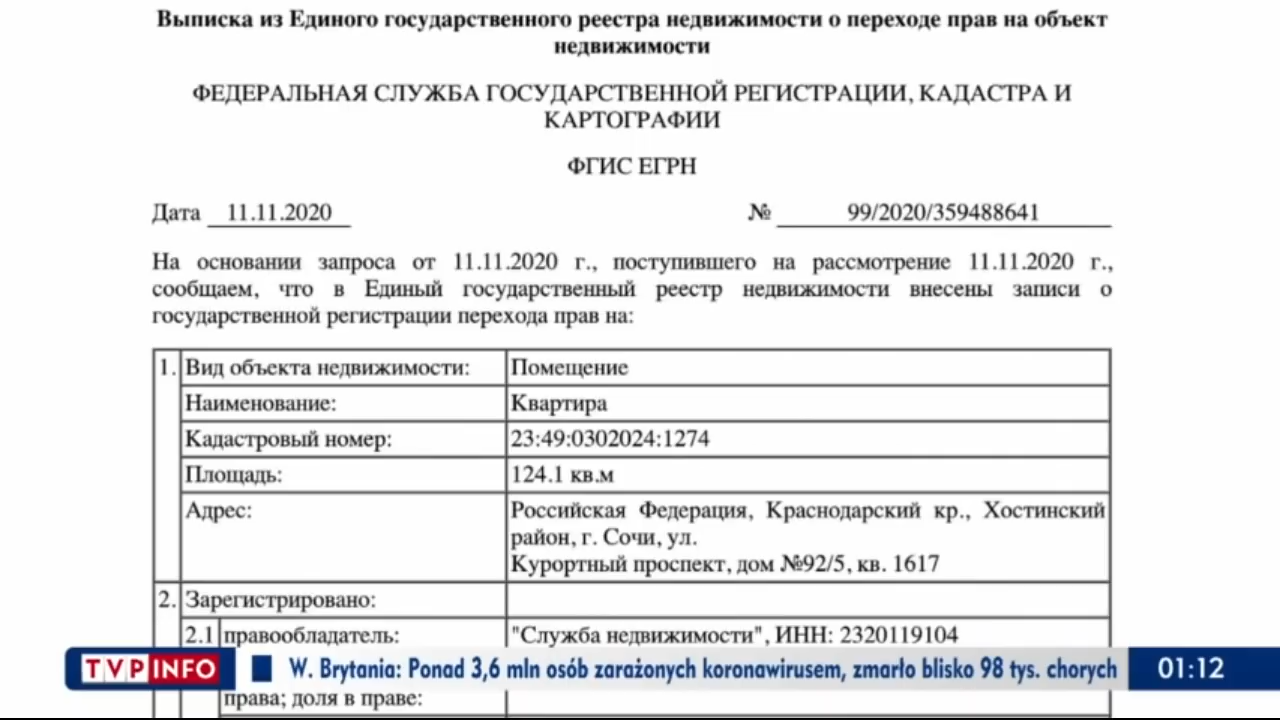 Выписка из Единого государственного реестра недвижимости о переходе прав на объект
недвижимости
ФЕДЕРАЛЬНАЯ СЛУЖБА ГОСУДАРСТВЕННОЙ РЕГИСТРАЦИИ, КАДАСТРА И
КАРТОГРАФИИ
ФГИС ЕГРН
Дата 11.11.2020 № 99/2020/359488641
На основании запроса от 11.11.2020 г., поступившего на рассмотрение 11.11.2020 г.,
сообщаем, что в Единый государственный реестр недвижимости внесены записи о
государственной регистрации перехода прав на:
1. Вид объекта недвижимости: Помещение
Наименование: Квартира
Кадастровый номер: 23:49:0302024:1274
Площадь: 124.1 кв.м
Адрес: Российская Федерация, Краснодарский кр., Хостинский
район, г. Сочи, ул.
Курортный проспект, дом №92/5, кв. 1617
2. Зарегистрировано:
2.1 правообладатель: "Служба недвижимости", ИНН: 2320119104
TVP INFO W. Brytania: Ponad 3,6 mln osób zarażonych koronawirusem, zmarło blisko 98 tys. chorych 01:12
права; доля в праве: